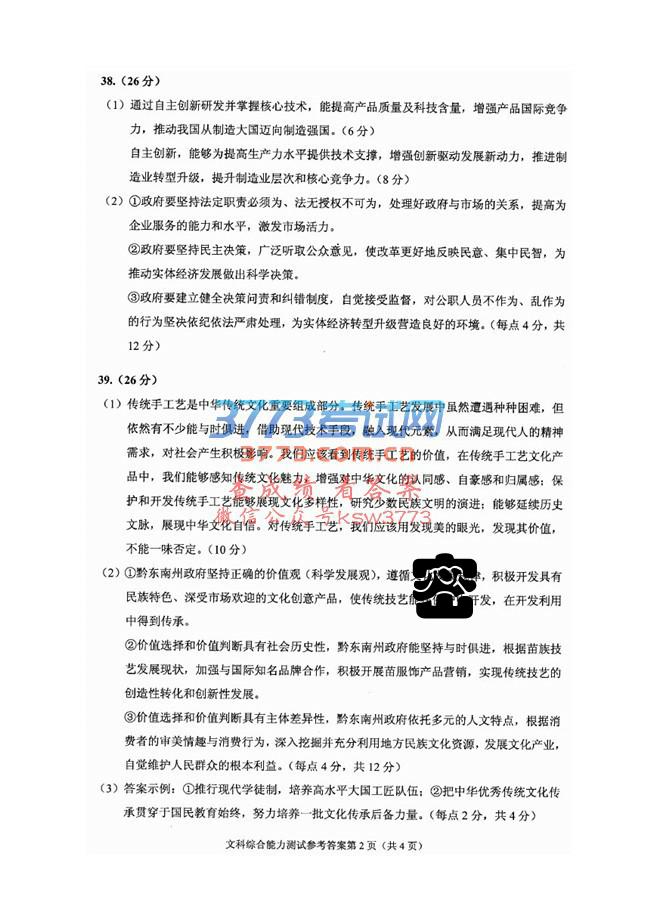 38.（26 分）
（1）通过自主创新研发并掌握核心技术，能提高产品质量及科技含量，增强产品国际竞争
力，推动我国从制造大国迈向制造强国。（6 分）
自主创新，能够为提高生产力水平提供技术支撑，增强创新驱动发展新动力，推进制
造业转型升级，提升制造业层次和核心竞争力。（8 分）
（2）①政府要坚持法定职责必须为、法无授权不可为，处理好政府与市场的关系，提高为
企业服务的能力和水平，激发市场活力。
②政府要坚持民主决策，广泛听取公众意见，使改革更好地反映民意、集中民智，为
推动实体经济发展做出科学决策。
③政府要建立健全决策问责和纠错制度，自觉接受监督，对公职人员不作为、乱作为
的行为坚决依纪依法严肃处理，为实体经济转型升级营造良好的环境。（每点 4 分，共
12 分）
39.（26 分）
（1）传统手工艺是中华传统文化重要组成部分。传统手工艺发展中虽然遭遇种种困难，但
3773考试网
依然有不少能与时俱进，借助现代技术手段，融入现代元素，从而满足现代人的精神
需求，对社会产生积极影响。我们应该看到传统手工艺的价值，在传统手工艺文化产
3773.com.cn
品中，我们能够感知传统文化魅力，增强对中华文化的认同感、自豪感和归属感；保
查成绩 看答案
护和开发传统手工艺能够展现文化多样性，研究少数民族文明的演进；能够延续历史
微信公众号ksw3773
文脉，展现中华文化自信。对传统手工艺，我们应该用发现美的眼光，发现其价值，
不能一味否定。（10 分）
（2）①黔东南州政府坚持正确的价值观（科学发展观），遵循，积极开发具有
民族特色、深受市场欢迎的文化创意产品，使传统技艺开发，在开发利用
中得到传承。
②价值选择和价值判断具有社会历史性，黔东南州政府能坚持与时俱进，根据苗族技
艺发展现状，加强与国际知名品牌合作，积极开展苗服饰产品营销，实现传统技艺的
创造性转化和创新性发展。
③价值选择和价值判断具有主体差异性，黔东南州政府依托多元的人文特点，根据消
费者的审美情趣与消费行为，深入挖掘并充分利用地方民族文化资源，发展文化产业，
自觉维护人民群众的根本利益。（每点 4 分，共 12 分）
（3）答案示例：①推行现代学徒制，培养高水平大国工匠队伍；②把中华优秀传统文化传
承贯穿于国民教育始终，努力培养一批文化传承后备力量。（每点 2 分，共 4 分）
文科综合能力测试参考答案第 2 页（共 4 页）